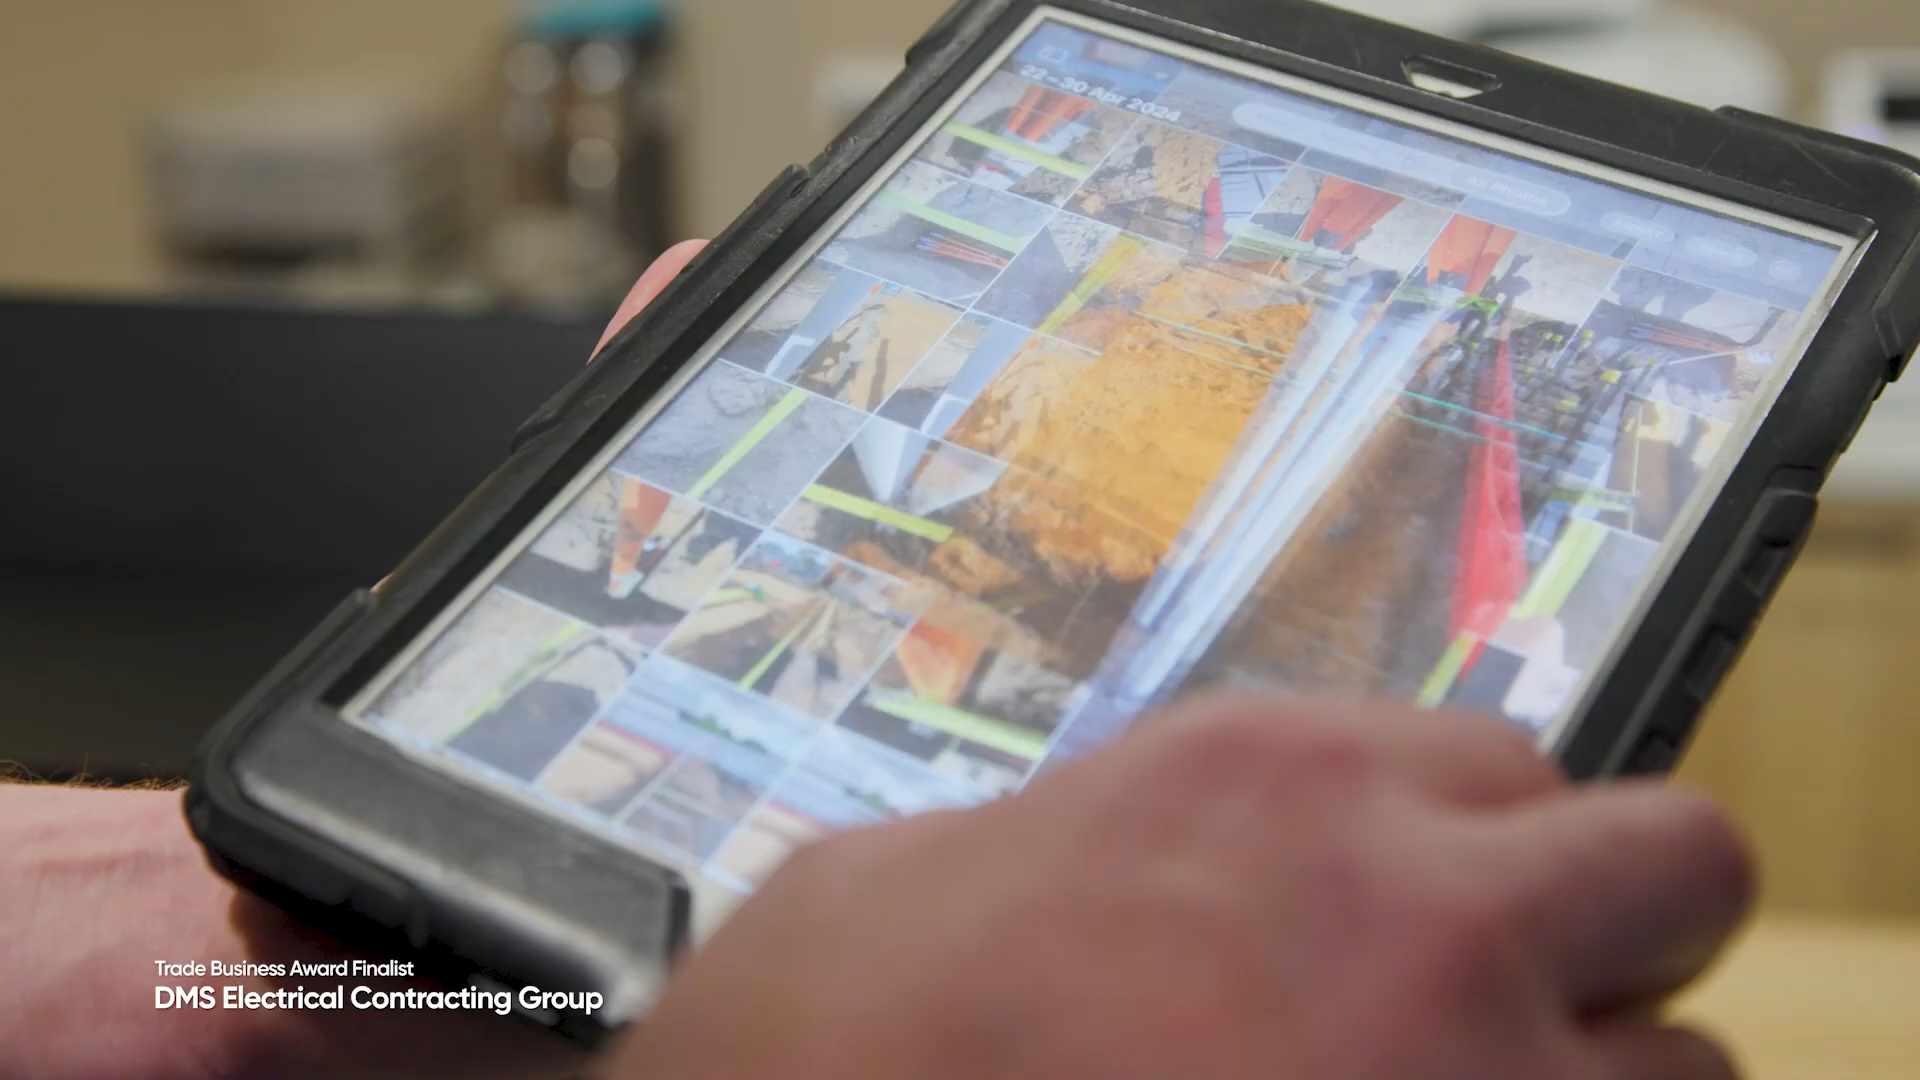 22–30 Apr 2024
All Photos
Trade Business Award Finalist
DMS Electrical Contracting Group